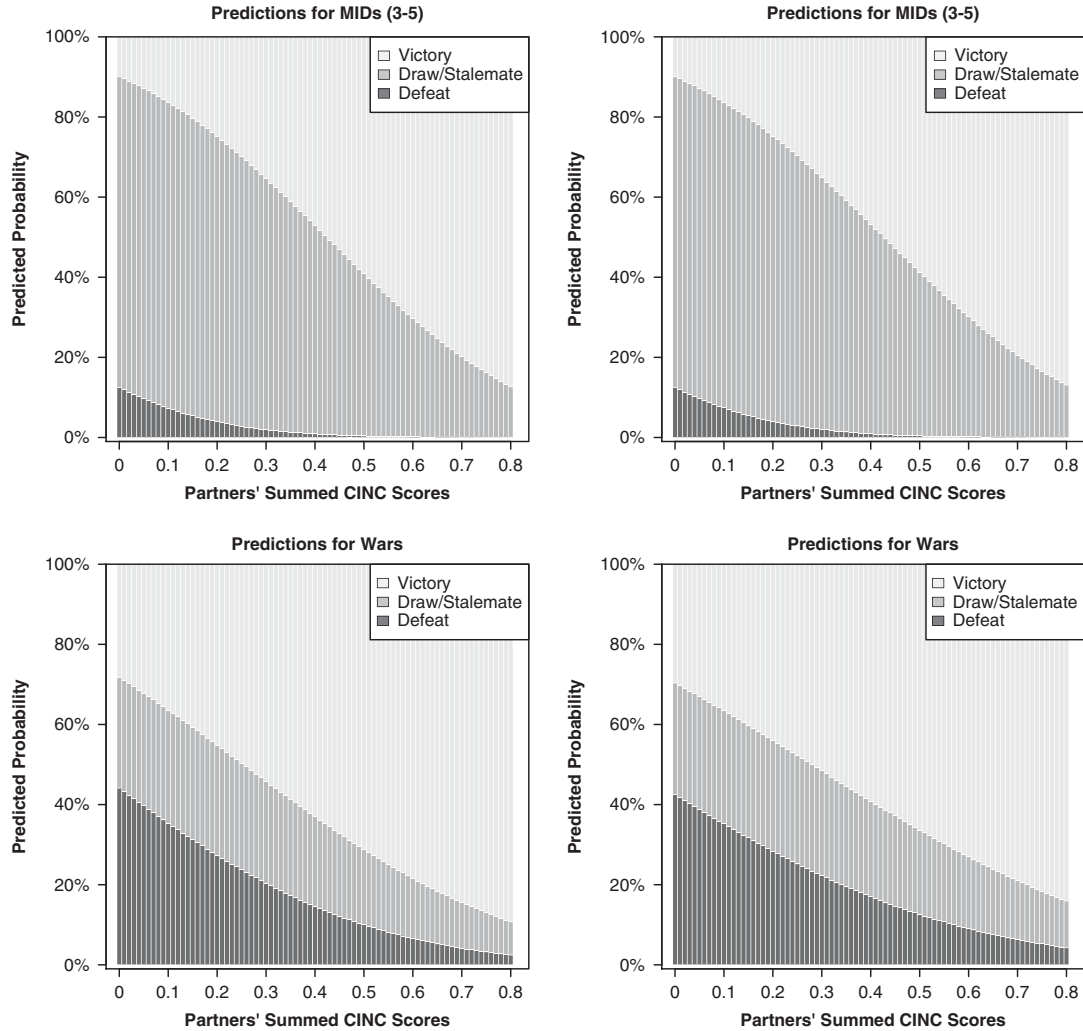 Predictions for MIDs (3-5)
Predicted Probability
100%
80%
60%
40%
20%
0%
Victory
Draw/Stalemate
Defeat
0 0.1 0.2 0.3 0.4 0.5 0.6 0.7 0.8
Partners' Summed CINC Scores
Predictions for MIDs (3-5)
Predicted Probability
100%
80%
60%
40%
20%
0%
Victory
Draw/Stalemate
Defeat
0 0.1 0.2 0.3 0.4 0.5 0.6 0.7 0.8
Partners' Summed CINC Scores
Predictions for Wars
Predicted Probability
100%
80%
60%
40%
20%
0%
Victory
Draw/Stalemate
Defeat
0 0.1 0.2 0.3 0.4 0.5 0.6 0.7 0.8
Partners' Summed CINC Scores
Predictions for Wars
Predicted Probability
100%
80%
60%
40%
20%
0%
Victory
Draw/Stalemate
Defeat
0 0.1 0.2 0.3 0.4 0.5 0.6 0.7 0.8
Partners' Summed CINC Scores